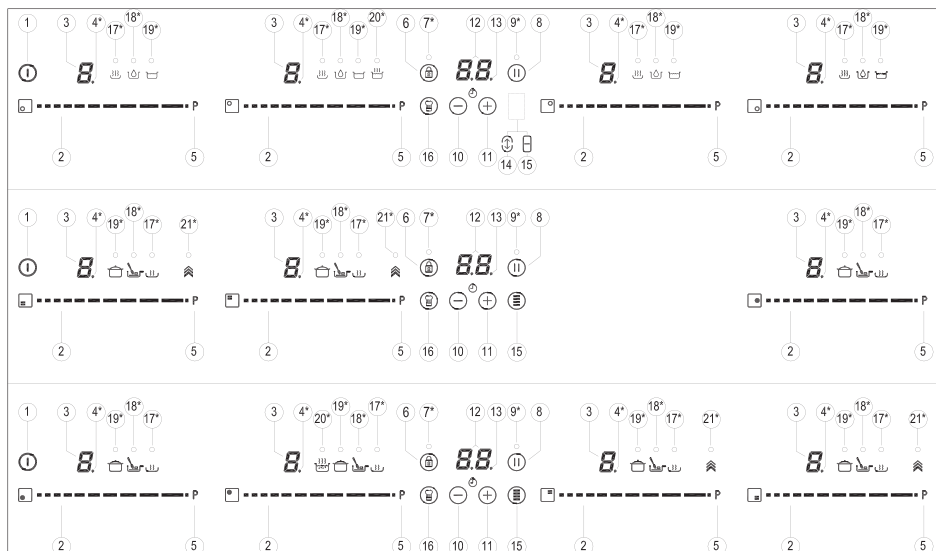 18* 18* 20* 18* 18*
1 3 4* 3 4* 6 7* 12 13 9* 8 3 4* 3 4*
17* 19* 17* 19* 17* 19* 17* 19*
8. 8. 8.8. 8. 8.
P P P P
2 5 2 5 16 10 11 2 5 2 5
14 15
18* 18* 18*
1 3 4* 3 4* 6 7* 12 13 9* 8 3 4*
19* 17* 21* 19* 17* 21* 19* 17*
8. 8. 8.8. 8.
P P P
2 5 2 5 16 10 11 15 2 5
18* 19* 17* 18* 18*
1 3 4* 3 4* 6 7* 12 13 9* 8 3 4* 3 4*
19* 17* 20* 18* 19* 17* 21* 19* 17* 21*
8. 8. 8.8. 8. 8.
P P P P
2 5 2 5 16 10 11 15 2 5 2 5